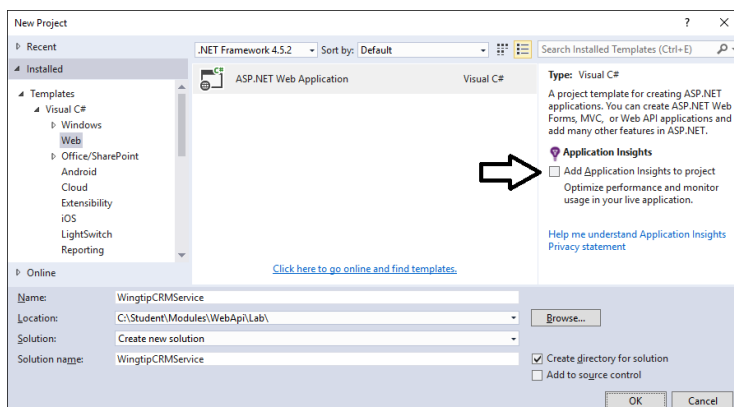 New Project
? ×
Recent
.NET Framework 4.5.2 Sort by: Default Search Installed Templates (Ctrl+E)
Installed
Templates
Visual C#
Windows
Web
Office/SharePoint
Android
Cloud
Extensibility
iOS
LightSwitch
Reporting
Online
C# ASP.NET Web Application Visual C#
Click here to go online and find templates.
Type: Visual C#
A project template for creating ASP.NET
applications. You can create ASP.NET Web
Forms, MVC, or Web API applications and
add many other features in ASP.NET.
Application Insights
Add Application Insights to project
Optimize performance and monitor
usage in your live application.
Help me understand Application Insights
Privacy statement
Name: WingtipCRMService
Location: C:\Student\Modules\WebApi\Lab\ Browse...
Solution: Create new solution
Solution name: WingtipCRMService
Create directory for solution
Add to source control
OK Cancel